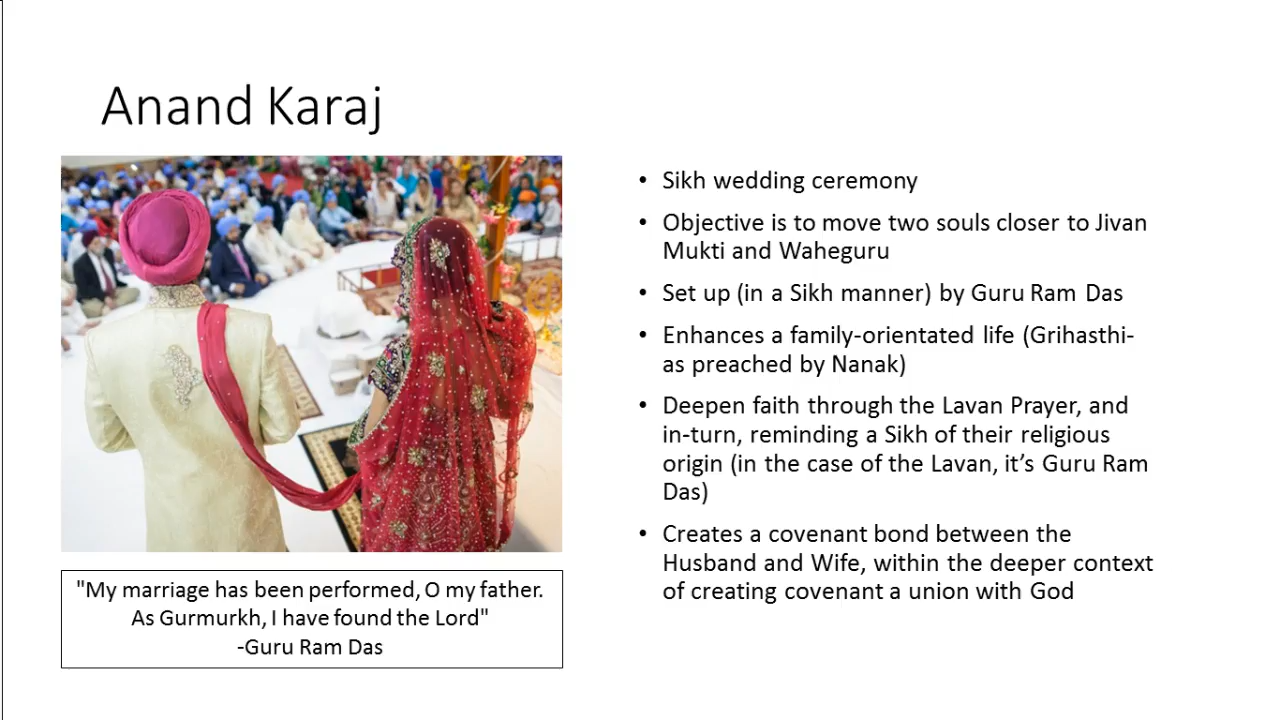 Anand Karaj
• Sikh wedding ceremony
• Objective is to move two souls closer to Jivan
Mukti and Waheguru
• Set up (in a Sikh manner) by Guru Ram Das
• Enhances a family-orientated life (Grihasthi-
as preached by Nanak)
• Deepen faith through the Lavan Prayer, and
in-turn, reminding a Sikh of their religious
origin (in the case of the Lavan, it’s Guru Ram
Das)
• Creates a covenant bond between the
Husband and Wife, within the deeper context
of creating covenant a union with God
"My marriage has been performed, O my father.
As Gurmurkh, I have found the Lord"
-Guru Ram Das